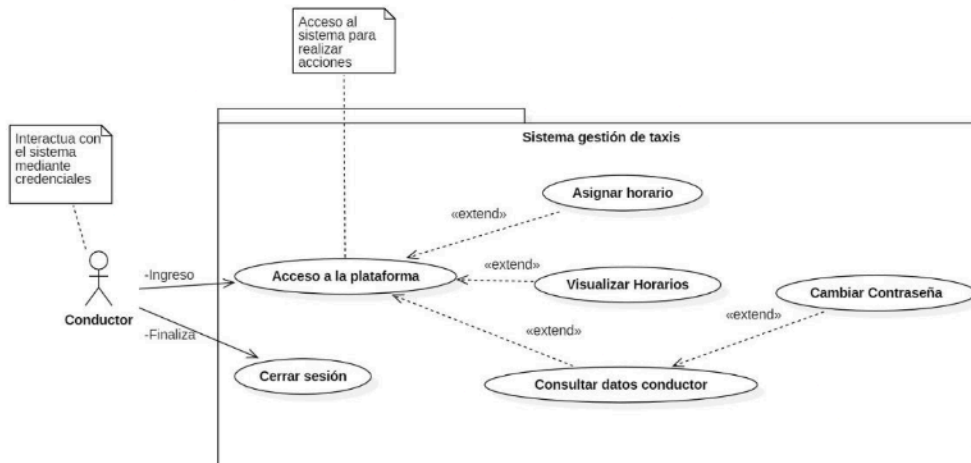 Acceso al
sistema para
realizar
acciones
Interactua con
el sistema
mediante
credenciales
Sistema gestión de taxis
Asignar horario
«extend»
-Ingreso
Acceso a la plataforma
«extend»
Visualizar Horarios
Cambiar Contraseña
Conductor
«extend»
«extend»
-Finaliza
Cerrar sesión
Consultar datos conductor